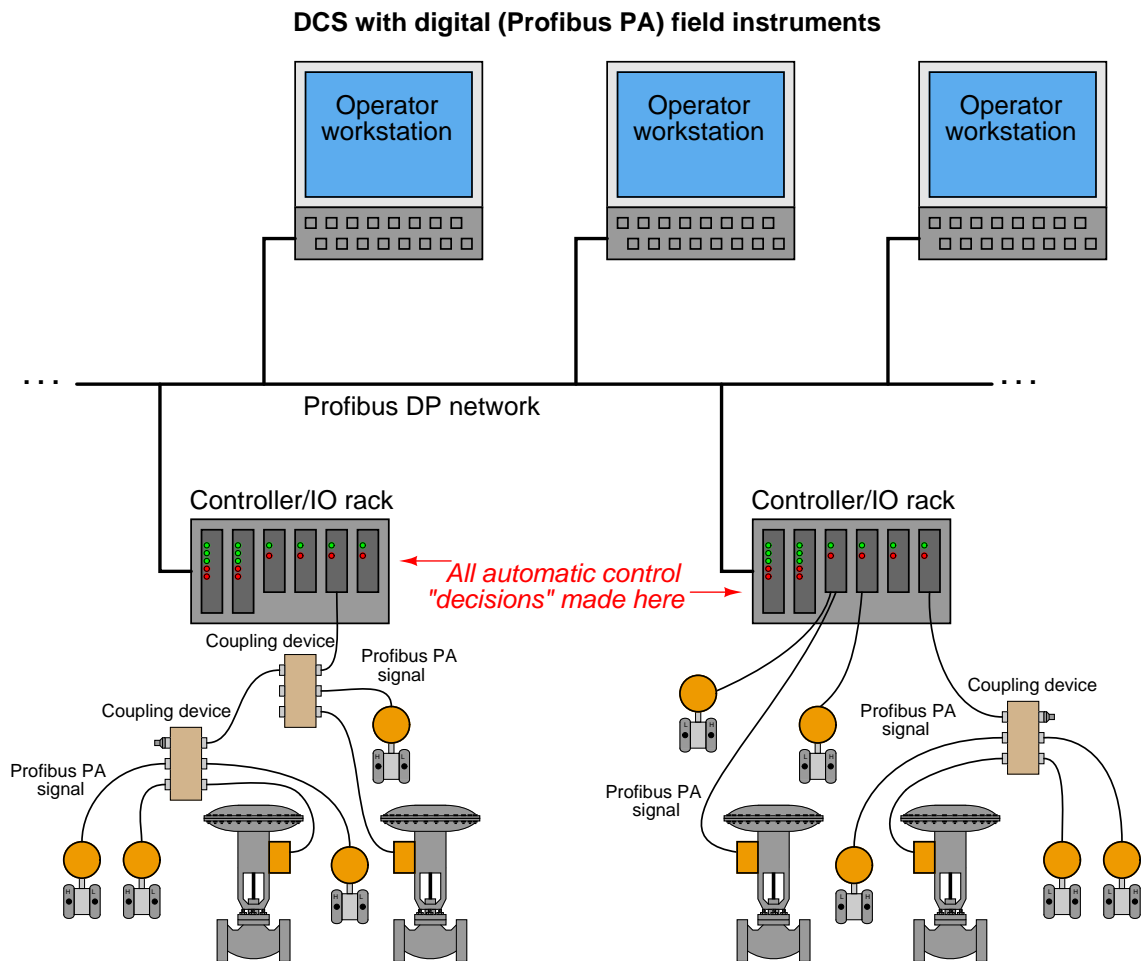 DCS with digital (Profibus PA) field instruments
Operator
workstation
Operator
workstation
Operator
workstation
. . .
. . .
Profibus DP network
Controller/IO rack
Controller/IO rack
All automatic control
"decisions" made here
Coupling device
Profibus PA
signal
Coupling device
Profibus PA
signal
Coupling device
Profibus PA
signal
Profibus PA
signal
H L
L H
L H
H L
H L
H L
L H
L H
L H